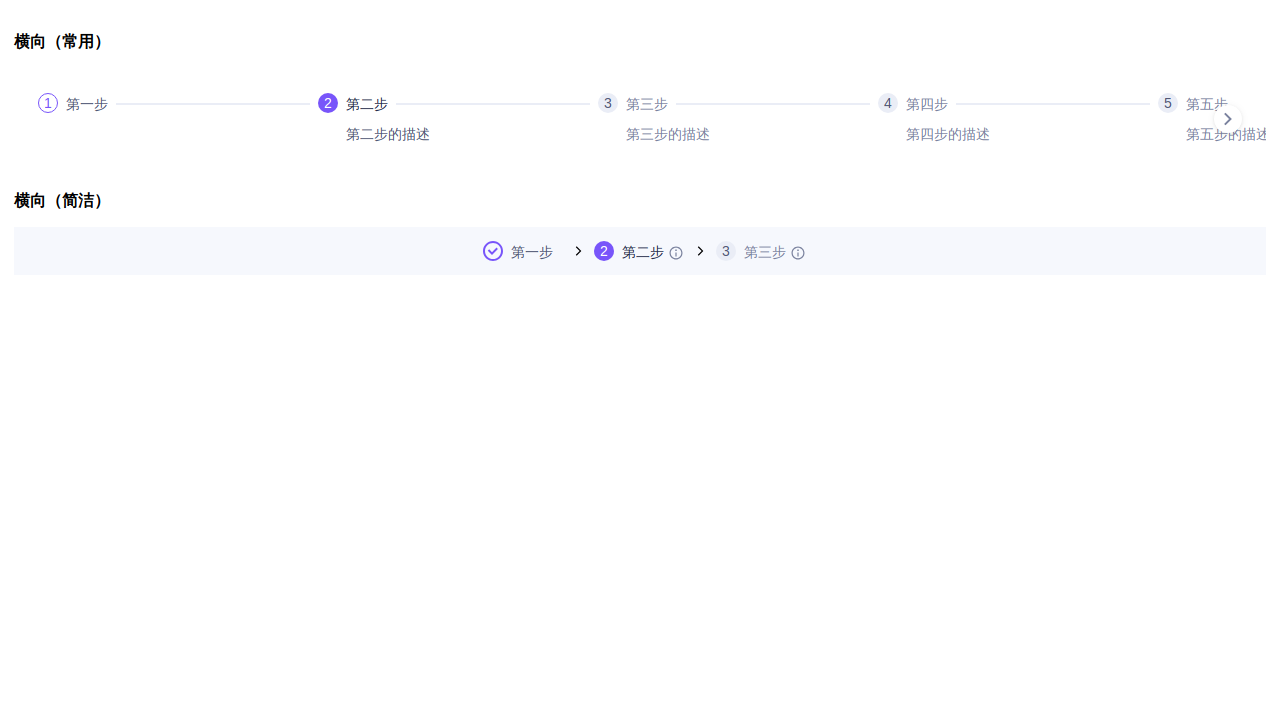 横向（常用）
1 第一步 2 第二步 3 第三步 4 第四步 5 第五步
第二步的描述 第三步的描述 第四步的描述 第五步的描述
横向（简洁）
第一步 2 第二步 3 第三步